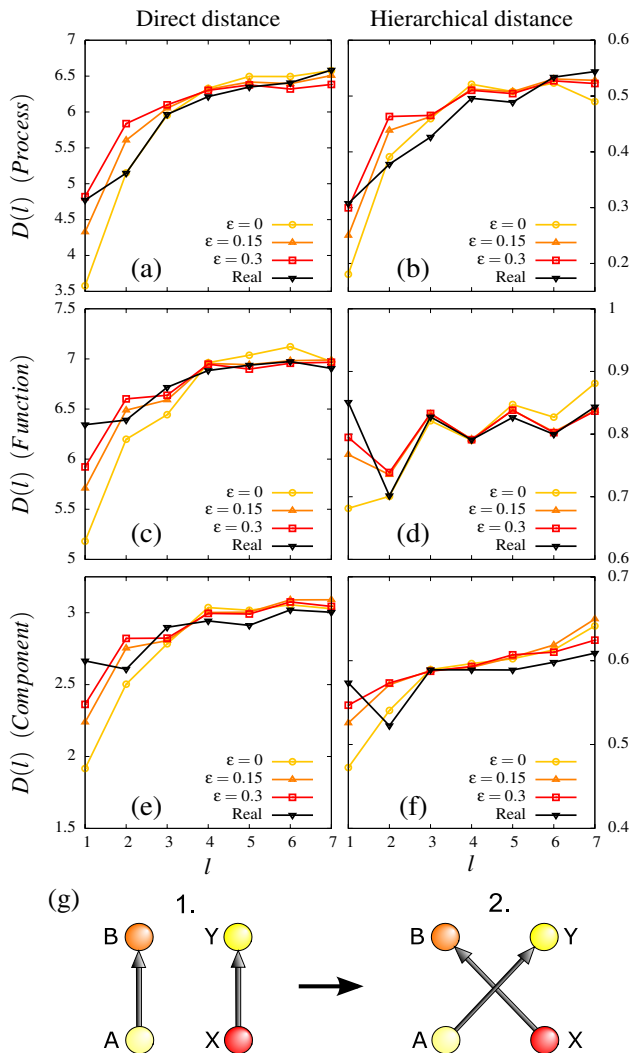 Direct distance Hierarchical distance
D(l) (Process)
7
6.5
6
5.5
5
4.5
4
3.5
ε = 0
ε = 0.15
ε = 0.3
Real
(a)
0.6
0.5
0.4
0.3
0.2
ε = 0
ε = 0.15
ε = 0.3
Real
(b)
D(l) (Function)
7.5
7
6.5
6
5.5
5
ε = 0
ε = 0.15
ε = 0.3
Real
(c)
1
0.9
0.8
0.7
0.6
ε = 0
ε = 0.15
ε = 0.3
Real
(d)
D(l) (Component)
3
2.5
2
1.5
ε = 0
ε = 0.15
ε = 0.3
Real
(e)
1 2 3 4 5 6 7
l
0.7
0.6
0.5
0.4
ε = 0
ε = 0.15
ε = 0.3
Real
(f)
1 2 3 4 5 6 7
l
(g)
1. 2.
B Y B Y
A X A X